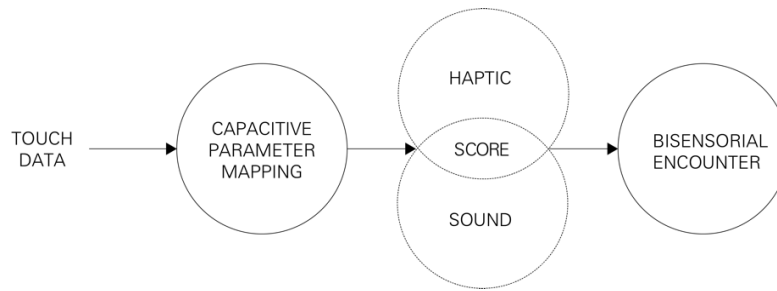 TOUCH
DATA
CAPACITIVE
PARAMETER
MAPPING
HAPTIC
SCORE
SOUND
BISENSORIAL
ENCOUNTER